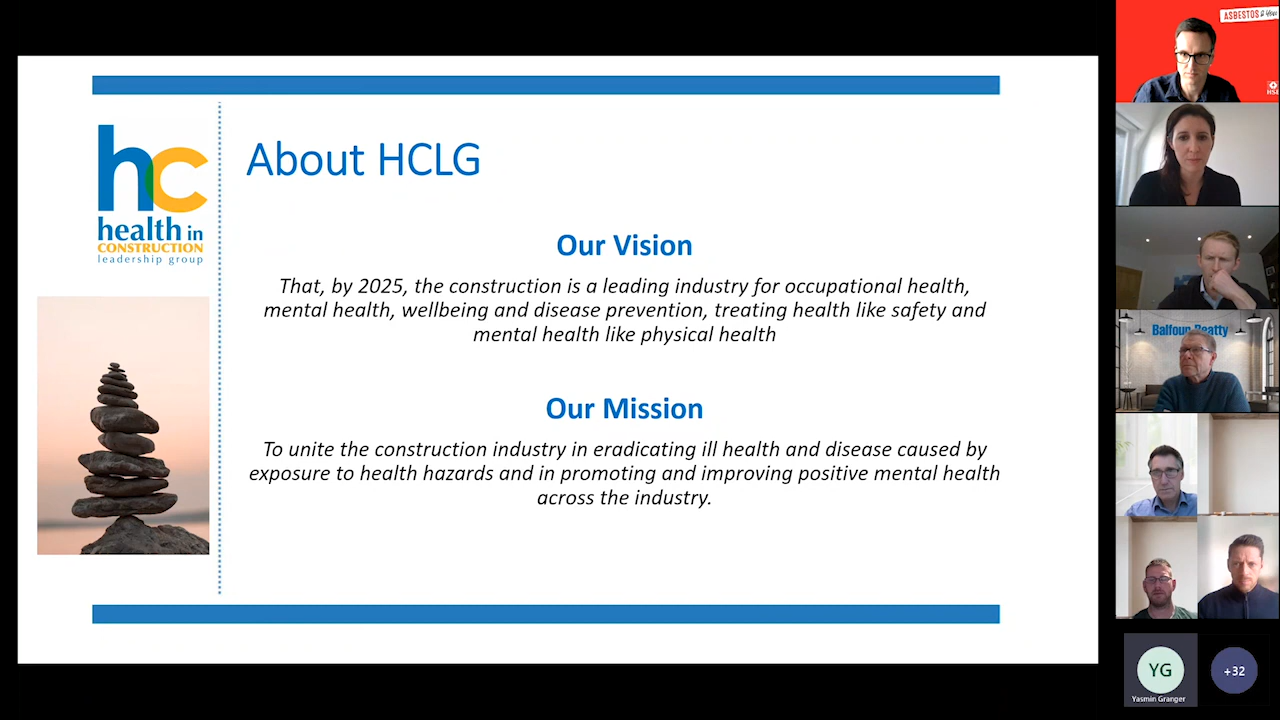 hc
health in
CONSTRUCTION
leadership group
About HCLG
Our Vision
That, by 2025, the construction is a leading industry for occupational health,
mental health, wellbeing and disease prevention, treating health like safety and
mental health like physical health
Our Mission
To unite the construction industry in eradicating ill health and disease caused by
exposure to health hazards and in promoting and improving positive mental health
across the industry.
ASBESTOS & You
HSE
Balfour Beatty
YG
Yasmin Granger
+32